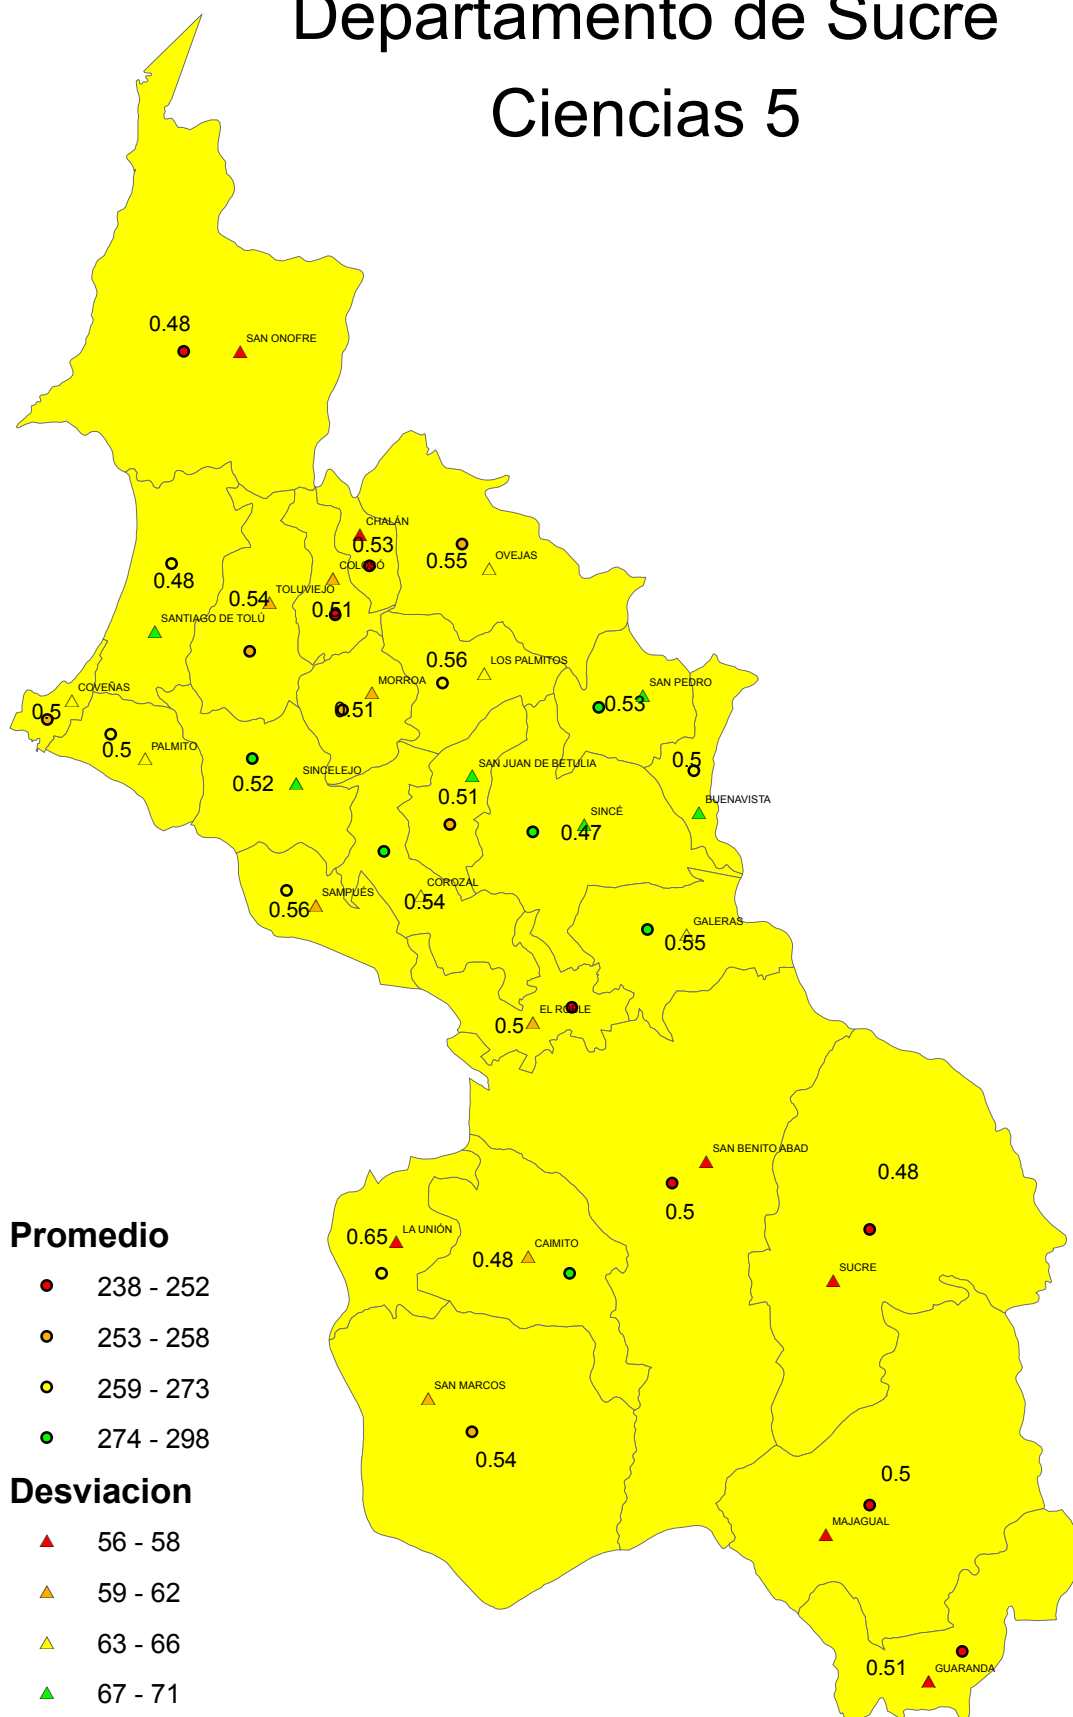 Departamento de Sucre
Ciencias 5
0.48
SAN ONOFRE
CHALÁN
0.53
0.55
OVEJAS
COLOSÓ
0.48
0.54
TOLUVIEJO
0.51
SANTIAGO DE TOLÚ
0.56
LOS PALMITOS
MORROA
SAN PEDRO
COVEÑAS
0.5
0.51
0.53
0.5
PALMITO
0.5
SINCELEJO
0.52
SAN JUAN DE BETULIA
0.51
BUENAVISTA
SINCÉ
0.47
COROZAL
0.54
SAMPUÉS
0.56
GALERAS
0.55
EL ROBLE
0.5
SAN BENITO ABAD
0.5
0.48
SUCRE
0.65
LA UNIÓN
0.48
CAIMITO
SAN MARCOS
0.54
0.5
MAJAGUAL
0.51
GUARANDA
Promedio
238 - 252
253 - 258
259 - 273
274 - 298
Desviacion
56 - 58
59 - 62
63 - 66
67 - 71